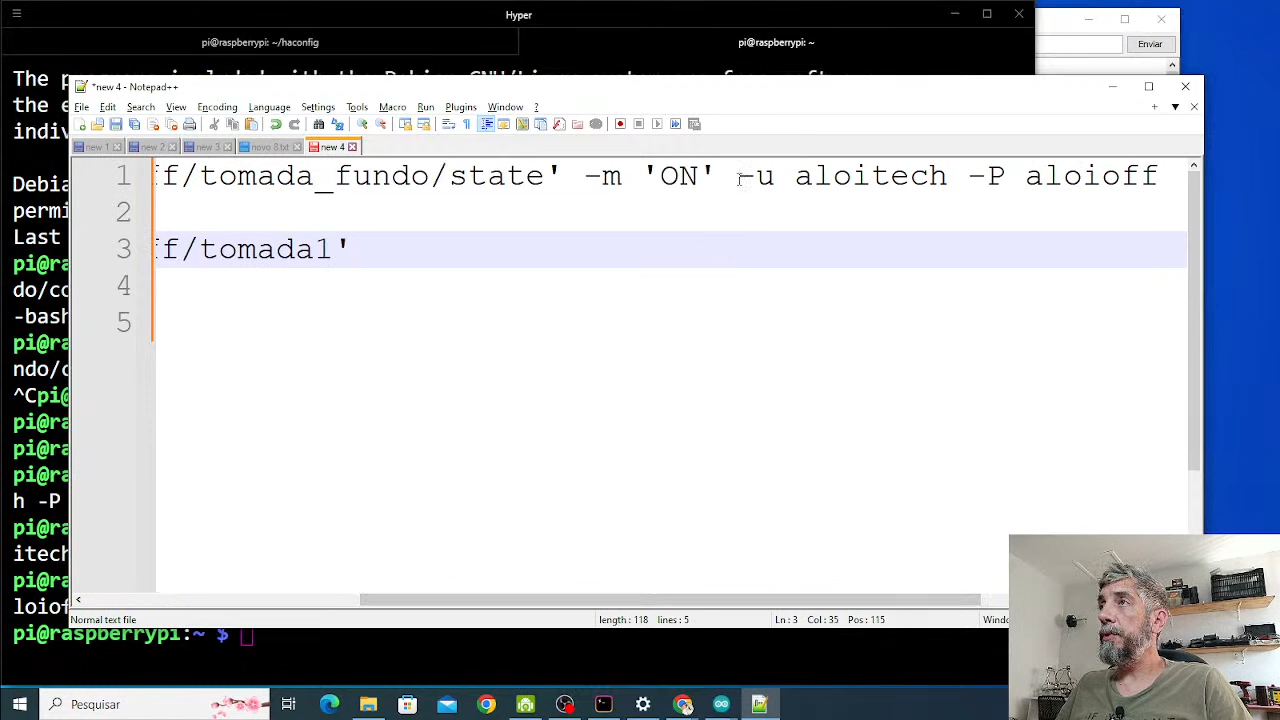 Hyper
pi@raspberrypi: ~/haconfig
pi@raspberrypi: ~
Enviar
The
the e
indiv
Debia
permi
Last
pi@ra
do/co
-bash
pi@ra
ndo/c
^Cpi@
pi@ra
pi@ra
pi@ra
h -P
pi@ra
itech
pi@ra
loiof
pi@raspberrypi:~ $
*new 4 - Notepad++
File Edit Search View Encoding Language Settings Tools Macro Run Plugins Window ?
new 1 new 2 new 3 novo 8.txt new 4
1 ff/tomada_fundo/state' -m 'ON' -u aloitech -P aloioff
2
3 ff/tomada1'
4
5
Normal text file length : 118 lines : 5 Ln : 3 Col : 35 Pos : 115 Windo
Pesquisar